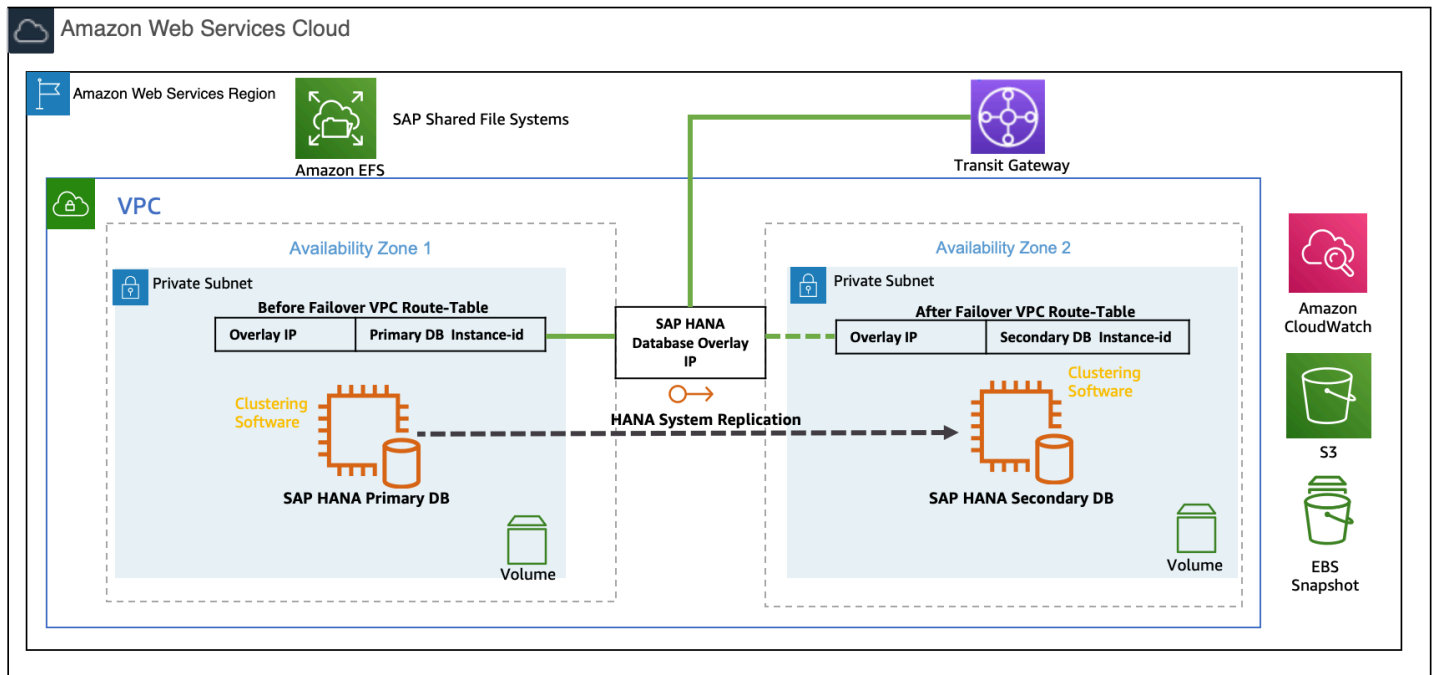 Amazon Web Services Cloud
Amazon Web Services Region
SAP Shared File Systems
Amazon EFS
Transit Gateway
VPC
Availability Zone 1
Private Subnet
Before Failover VPC Route-Table
Overlay IP
Primary DB Instance-id
Clustering
Software
SAP HANA Primary DB
Volume
SAP HANA
Database Overlay
IP
HANA System Replication
Availability Zone 2
Private Subnet
After Failover VPC Route-Table
Overlay IP
Secondary DB Instance-id
Clustering
Software
SAP HANA Secondary DB
Volume
Amazon
CloudWatch
S3
EBS
Snapshot